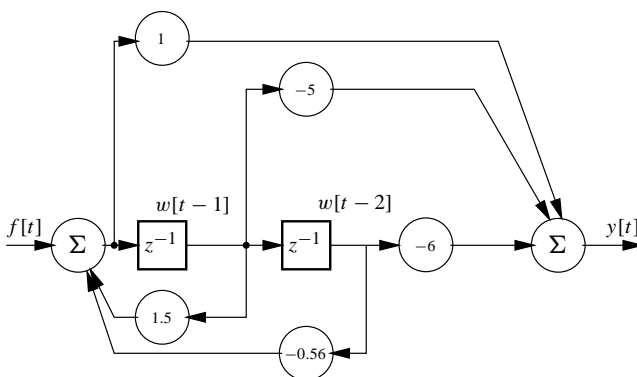 1
−5
w[t − 1]
w[t − 2]
f[t]
Σ
z⁻¹
z⁻¹
−6
Σ
y[t]
1.5
−0.56